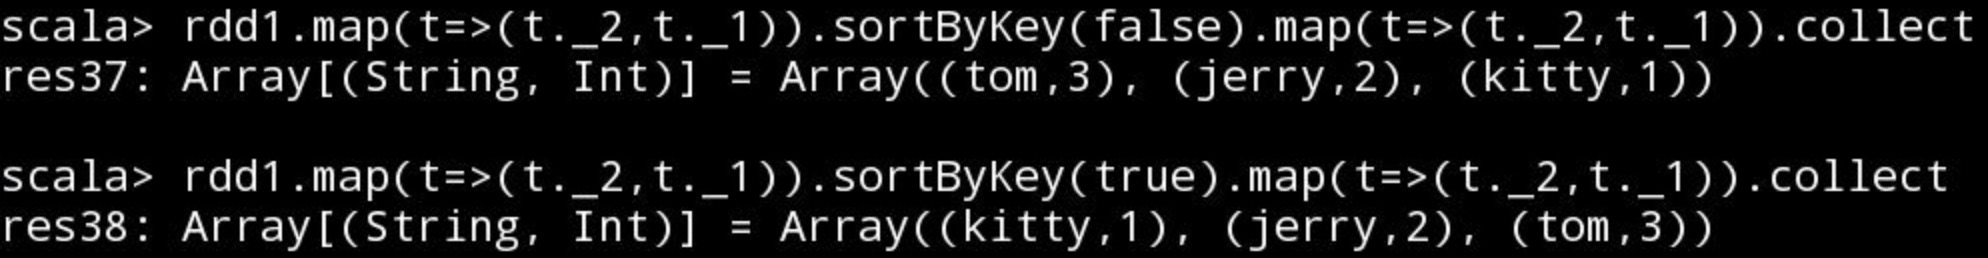 scala> rdd1.map(t=>(t._2,t._1)).sortByKey(false).map(t=>(t._2,t._1)).collect
res37: Array[(String, Int)] = Array((tom,3), (jerry,2), (kitty,1))
scala> rdd1.map(t=>(t._2,t._1)).sortByKey(true).map(t=>(t._2,t._1)).collect
res38: Array[(String, Int)] = Array((kitty,1), (jerry,2), (tom,3))